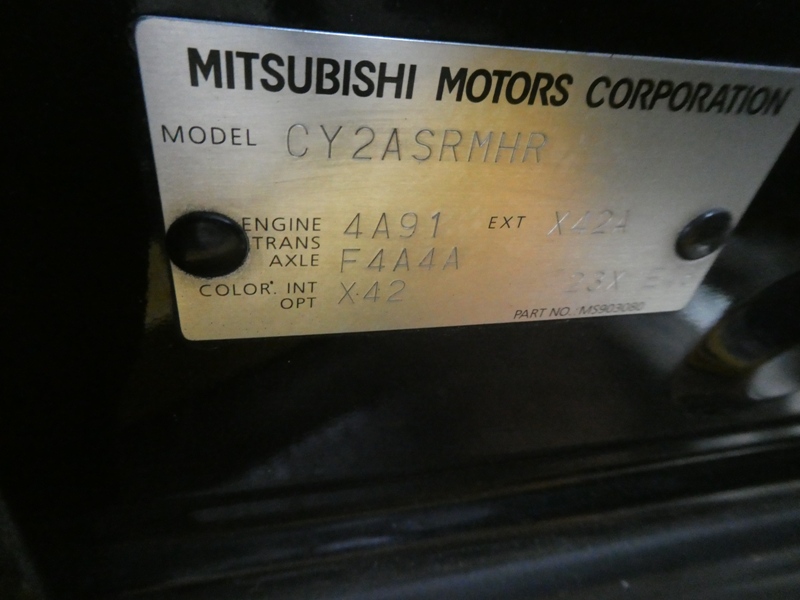 MITSUBISHI MOTORS CORPORATION
MODEL CY2ASRMHR
ENGINE 4A91 EXT X42A
TRANS AXLE F4A4A
COLOR. INT X42
OPT 23X
PART NO. MS903080